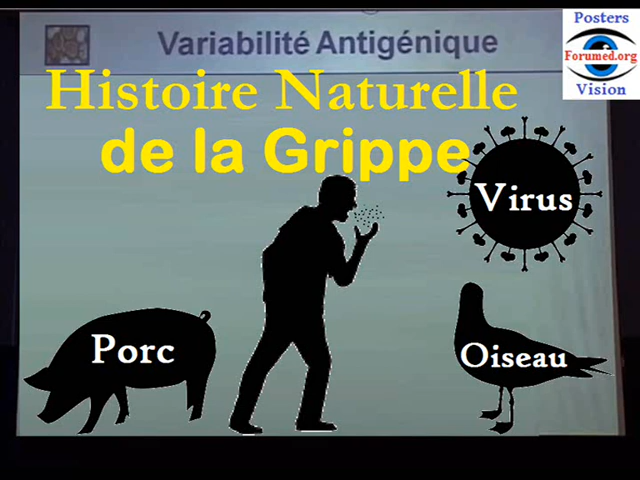 Variabilité Antigénique
Posters
Forumed.org
Vision
Histoire Naturelle
de la Grippe
Virus
Porc
Oiseau